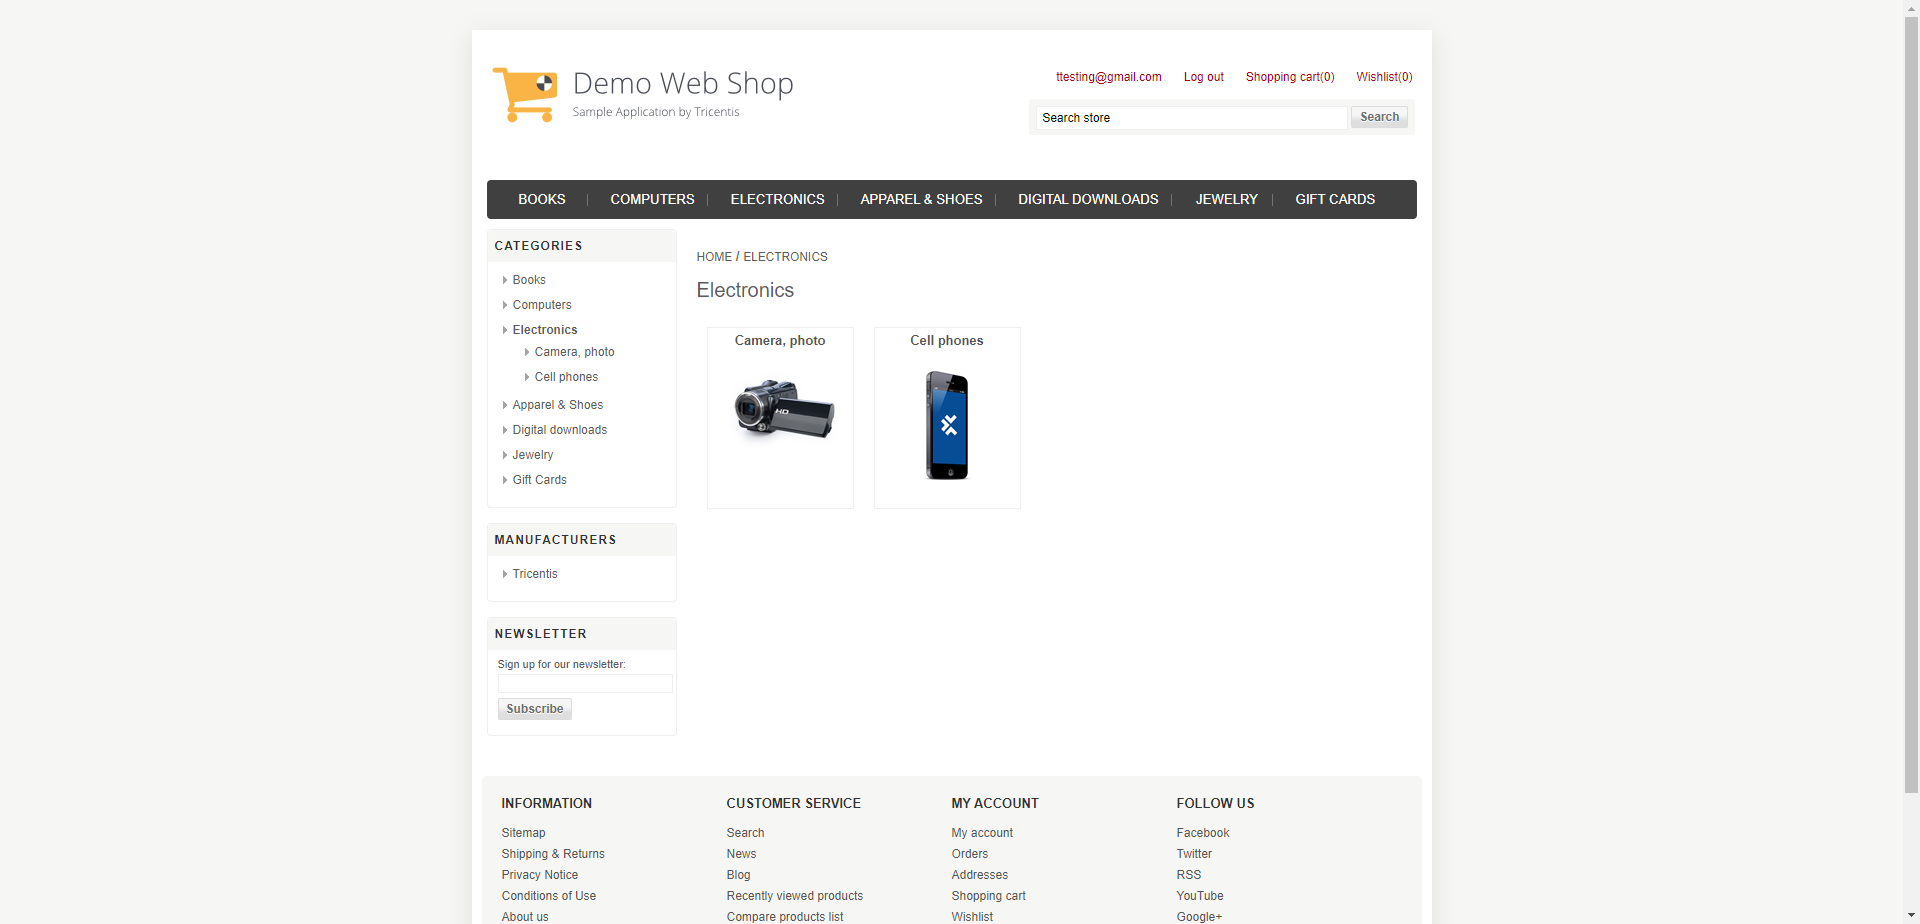 Demo Web Shop
Sample Application by Tricentis
ttesting@gmail.com Log out Shopping cart(0) Wishlist(0)
Search store Search
BOOKS COMPUTERS ELECTRONICS APPAREL & SHOES DIGITAL DOWNLOADS JEWELRY GIFT CARDS
CATEGORIES
Books
Computers
Electronics
Camera, photo
Cell phones
Apparel & Shoes
Digital downloads
Jewelry
Gift Cards
MANUFACTURERS
Tricentis
NEWSLETTER
Sign up for our newsletter:
Subscribe
HOME / ELECTRONICS
Electronics
Camera, photo
HD
Cell phones
INFORMATION
Sitemap
Shipping & Returns
Privacy Notice
Conditions of Use
About us
CUSTOMER SERVICE
Search
News
Blog
Recently viewed products
Compare products list
MY ACCOUNT
My account
Orders
Addresses
Shopping cart
Wishlist
FOLLOW US
Facebook
Twitter
RSS
YouTube
Google+